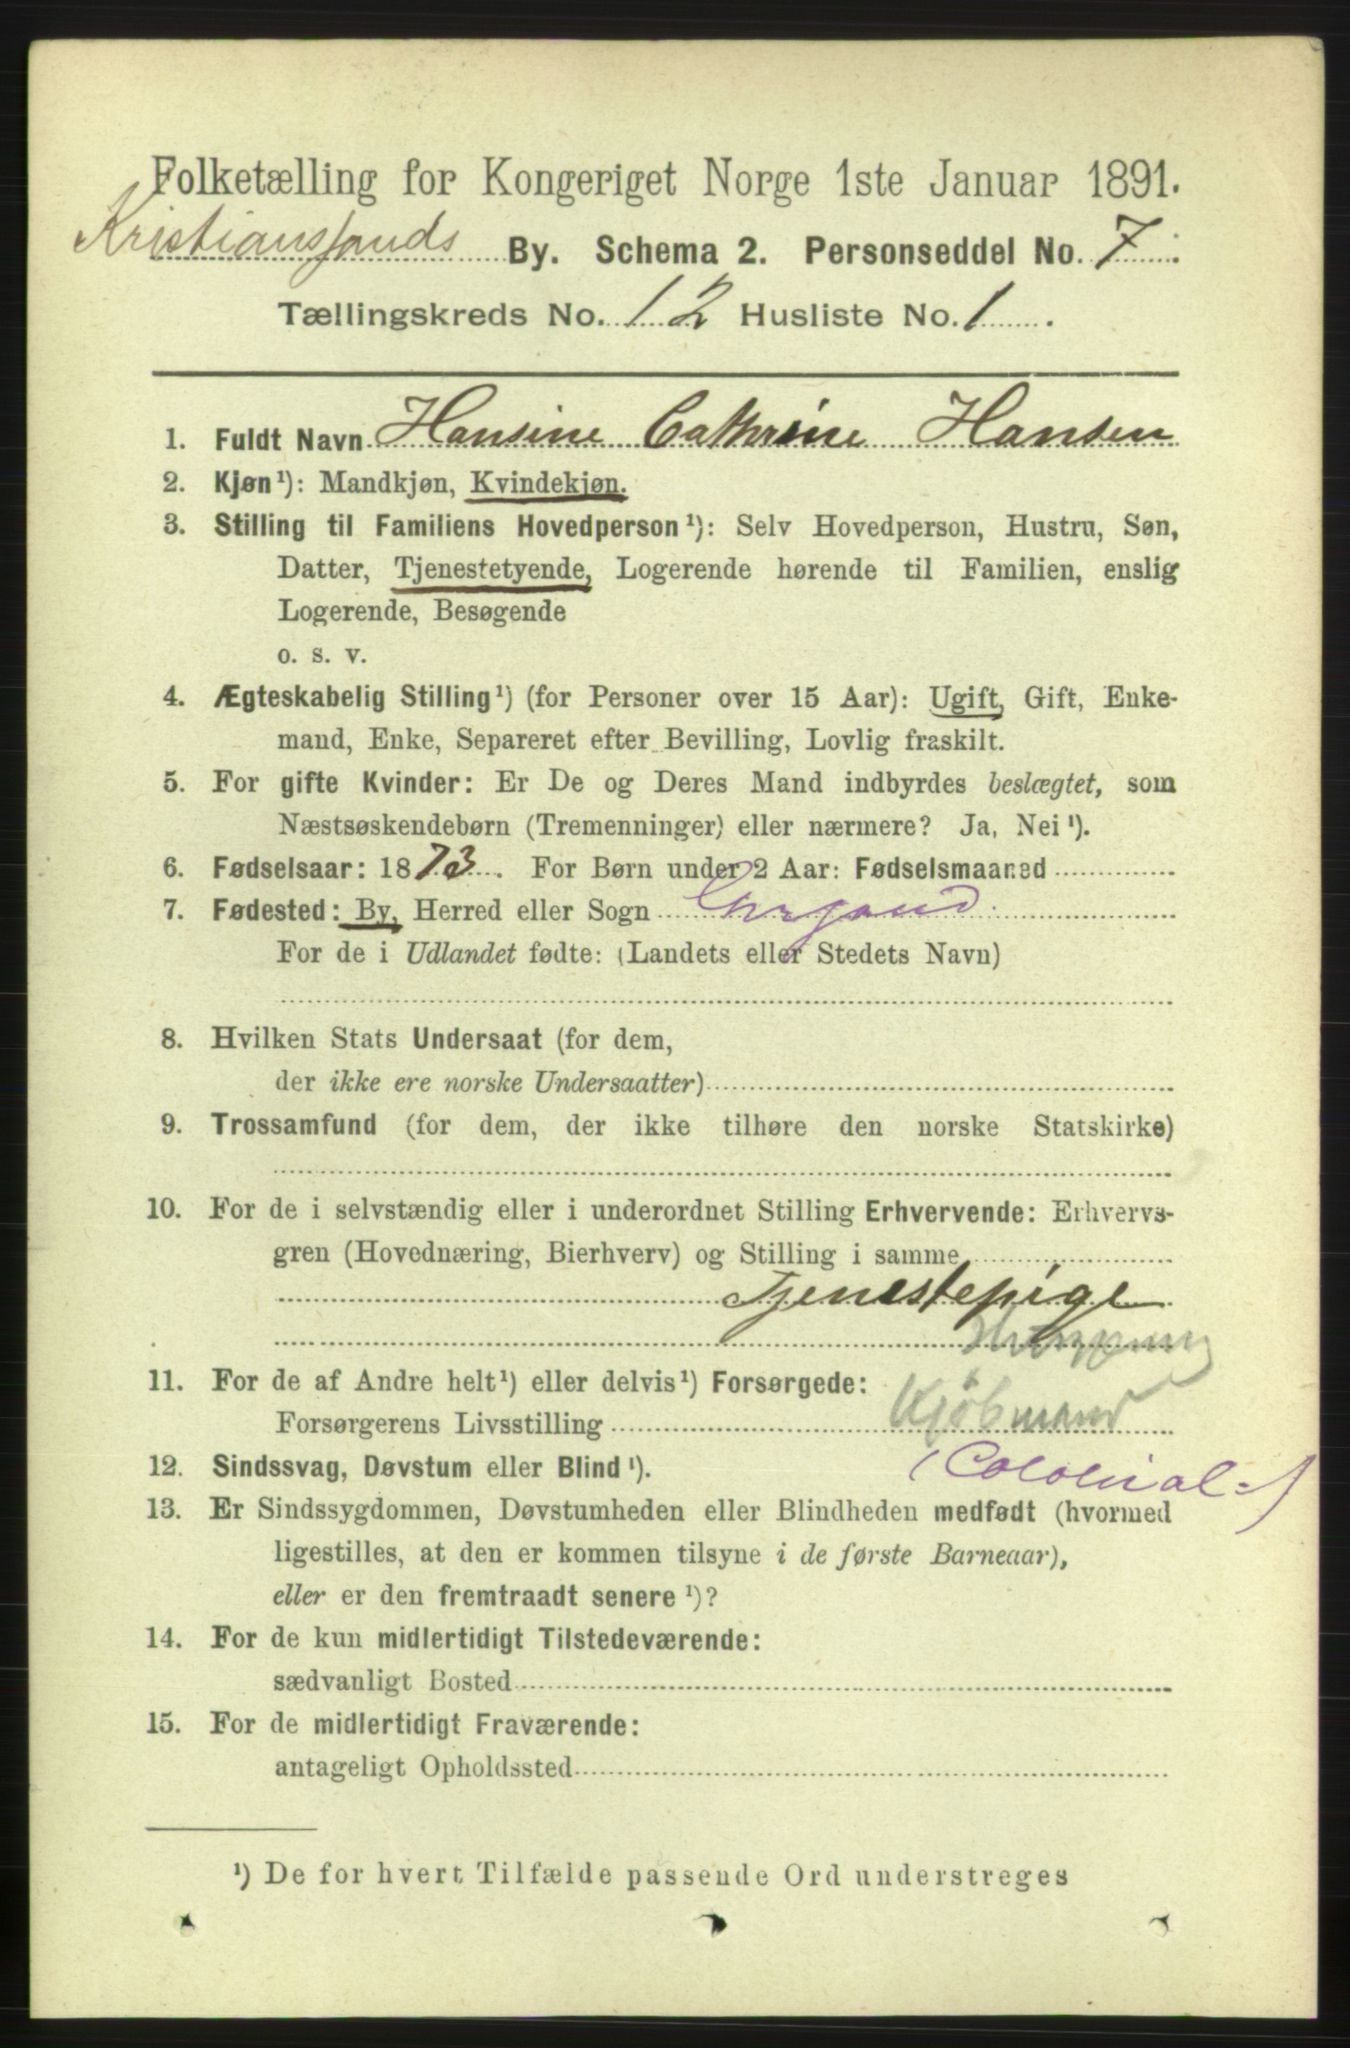 Folketælling for Kongeriget Norge 1ste Januar 1891.
Kristianssands By. Schema 2. Personseddel No. 7.
Tællingskreds No. 12 Husliste No. 1.
1. Fuldt Navn Hansine Cathrine Hansen
2. Kjøn¹): Mandkjøn, Kvindekjøn.
3. Stilling til Familiens Hovedperson¹): Selv Hovedperson, Hustru, Søn,
Datter, Tjenestetyende, Logerende hørende til Familien, enslig
Logerende, Besøgende
o. s. v.
4. Ægteskabelig Stilling¹) (for Personer over 15 Aar): Ugift, Gift, Enke-
mand, Enke, Separeret efter Bevilling, Lovlig fraskilt.
5. For gifte Kvinder: Er De og Deres Mand indbyrdes beslægtet, som
Næstsøskendebørn (Tremenninger) eller nærmere? Ja, Nei¹).
6. Fødselsaar: 1873. For Børn under 2 Aar: Fødselsmaaned
7. Fødested: By, Herred eller Sogn
For de i Udlandet fødte: (Landets eller Stedets Navn)
8. Hvilken Stats Undersaat (for dem,
der ikke ere norske Undersaatter)
9. Trossamfund (for dem, der ikke tilhøre den norske Statskirke)
10. For de i selvstændig eller i underordnet Stilling Erhvervende: Erhvervs-
gren (Hovednæring, Bierhverv) og Stilling i samme
Tjenestepige
11. For de af Andre helt¹) eller delvis¹) Forsørgede:
Forsørgerens Livsstilling Kjøbmand
12. Sindssvag, Døvstum eller Blind¹). (Colonial-)
13. Er Sindssygdommen, Døvstumheden eller Blindheden medfødt (hvormed
ligestilles, at den er kommen tilsyne i de første Barneaar),
eller er den fremtraadt senere¹)?
14. For de kun midlertidigt Tilstedeværende:
sædvanligt Bosted
15. For de midlertidigt Fraværende:
antageligt Opholdssted
¹) De for hvert Tilfælde passende Ord understreges